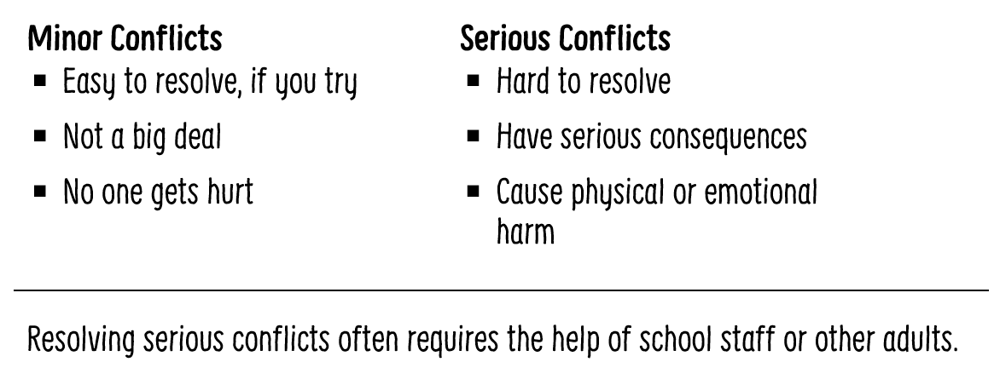 Minor Conflicts
▪ Easy to resolve, if you try
▪ Not a big deal
▪ No one gets hurt
Serious Conflicts
▪ Hard to resolve
▪ Have serious consequences
▪ Cause physical or emotional
harm
Resolving serious conflicts often requires the help of school staff or other adults.